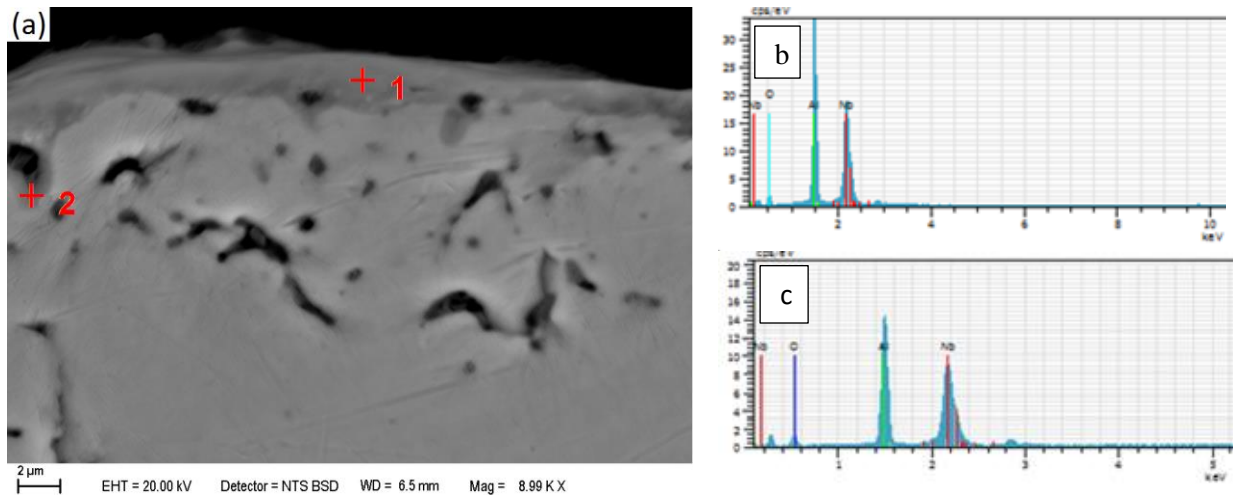 (a)
1
2
2 µm EHT = 20.00 kV Detector = NTS BSD WD = 6.5 mm Mag = 8.99 K X
cps/eV
b
30
25
20
15
10
5
0
Nb O Al Nb
2 4 6 8 10
keV
cps/eV
c
20
18
16
14
12
10
8
6
4
2
0
Nb O Al Nb
1 2 3 4 5
keV